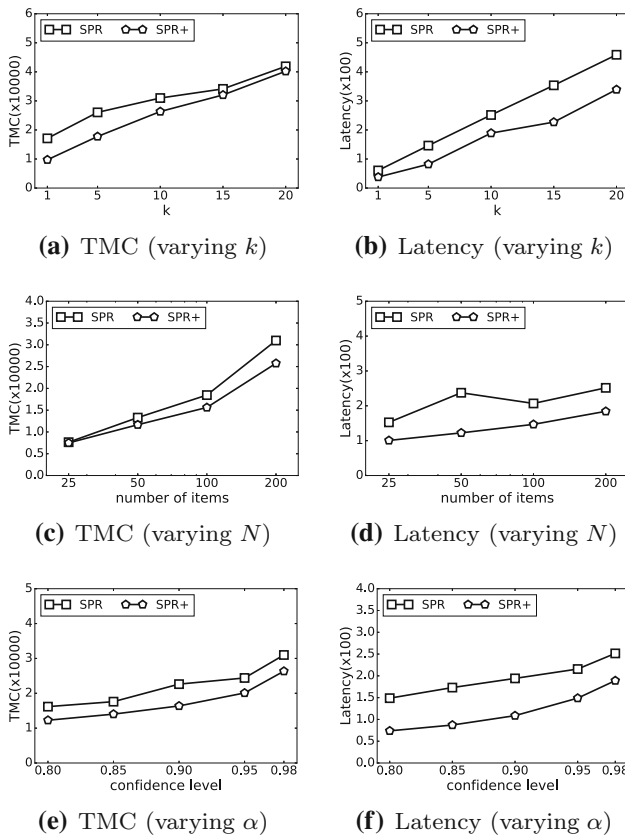 SPR SPR+
6
5
4
3
2
1
0
TMC(x10000)
1 5 10 15 20
k
(a) TMC (varying k)
SPR SPR+
6
5
4
3
2
1
0
Latency(x100)
1 5 10 15 20
k
(b) Latency (varying k)
SPR SPR+
4.0
3.5
3.0
2.5
2.0
1.5
1.0
0.5
0.0
TMC(x10000)
25 50 100 200
number of items
(c) TMC (varying N)
SPR SPR+
5
4
3
2
1
0
Latency(x100)
25 50 100 200
number of items
(d) Latency (varying N)
SPR SPR+
5
4
3
2
1
0
TMC(x10000)
0.80 0.85 0.90 0.95 0.98
confidence level
(e) TMC (varying α)
SPR SPR+
4.0
3.5
3.0
2.5
2.0
1.5
1.0
0.5
0.0
Latency(x100)
0.80 0.85 0.90 0.95 0.98
confidence level
(f) Latency (varying α)